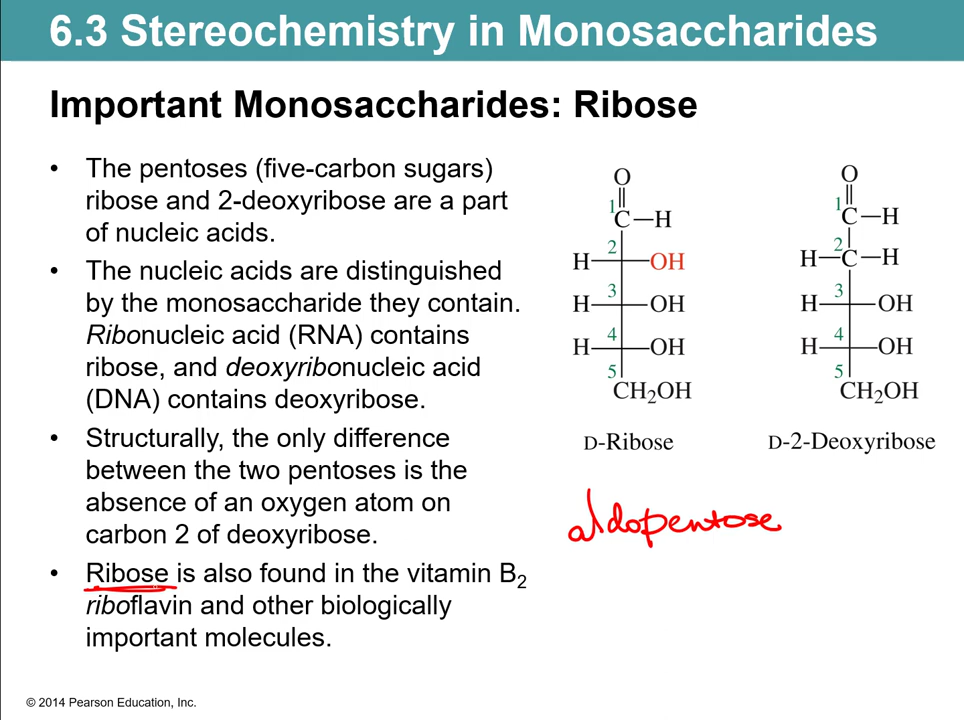 6.3 Stereochemistry in Monosaccharides
Important Monosaccharides: Ribose
• The pentoses (five-carbon sugars)
ribose and 2-deoxyribose are a part
of nucleic acids.
• The nucleic acids are distinguished
by the monosaccharide they contain.
Ribonucleic acid (RNA) contains
ribose, and deoxyribonucleic acid
(DNA) contains deoxyribose.
• Structurally, the only difference
between the two pentoses is the
absence of an oxygen atom on
carbon 2 of deoxyribose.
• Ribose is also found in the vitamin B₂
riboflavin and other biologically
important molecules.
O
1
C—H
2
H—OH
3
H—OH
4
H—OH
5
CH₂OH
D-Ribose
O
1
C—H
2
H—C—H
3
H—OH
4
H—OH
5
CH₂OH
D-2-Deoxyribose
aldopentose
© 2014 Pearson Education, Inc.